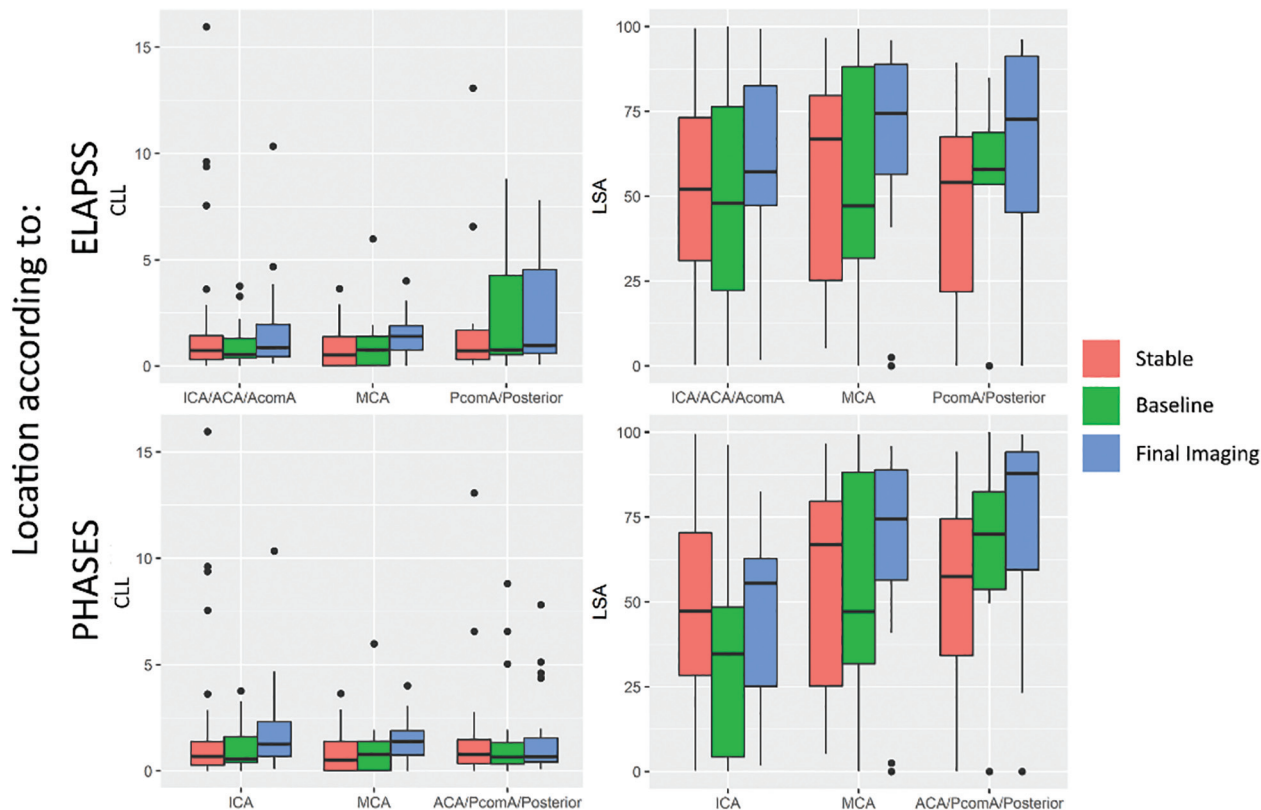 Location according to:
ELAPSS
CLL
15
10
5
0
ICA/ACA/AcomA
MCA
PcomA/Posterior
LSA
100
75
50
25
0
ICA/ACA/AcomA
MCA
PcomA/Posterior
PHASES
CLL
15
10
5
0
ICA
MCA
ACA/PcomA/Posterior
LSA
100
75
50
25
0
ICA
MCA
ACA/PcomA/Posterior
Stable
Baseline
Final Imaging